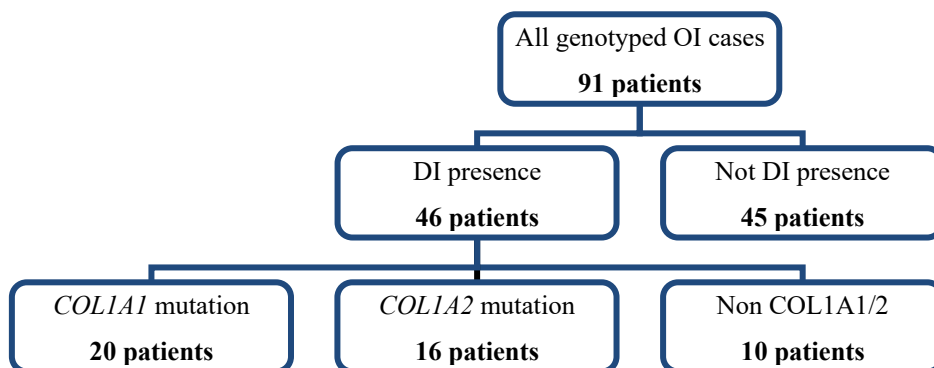 All genotyped OI cases
91 patients
DI presence
46 patients
Not DI presence
45 patients
COL1A1 mutation
20 patients
COL1A2 mutation
16 patients
Non COL1A1/2
10 patients